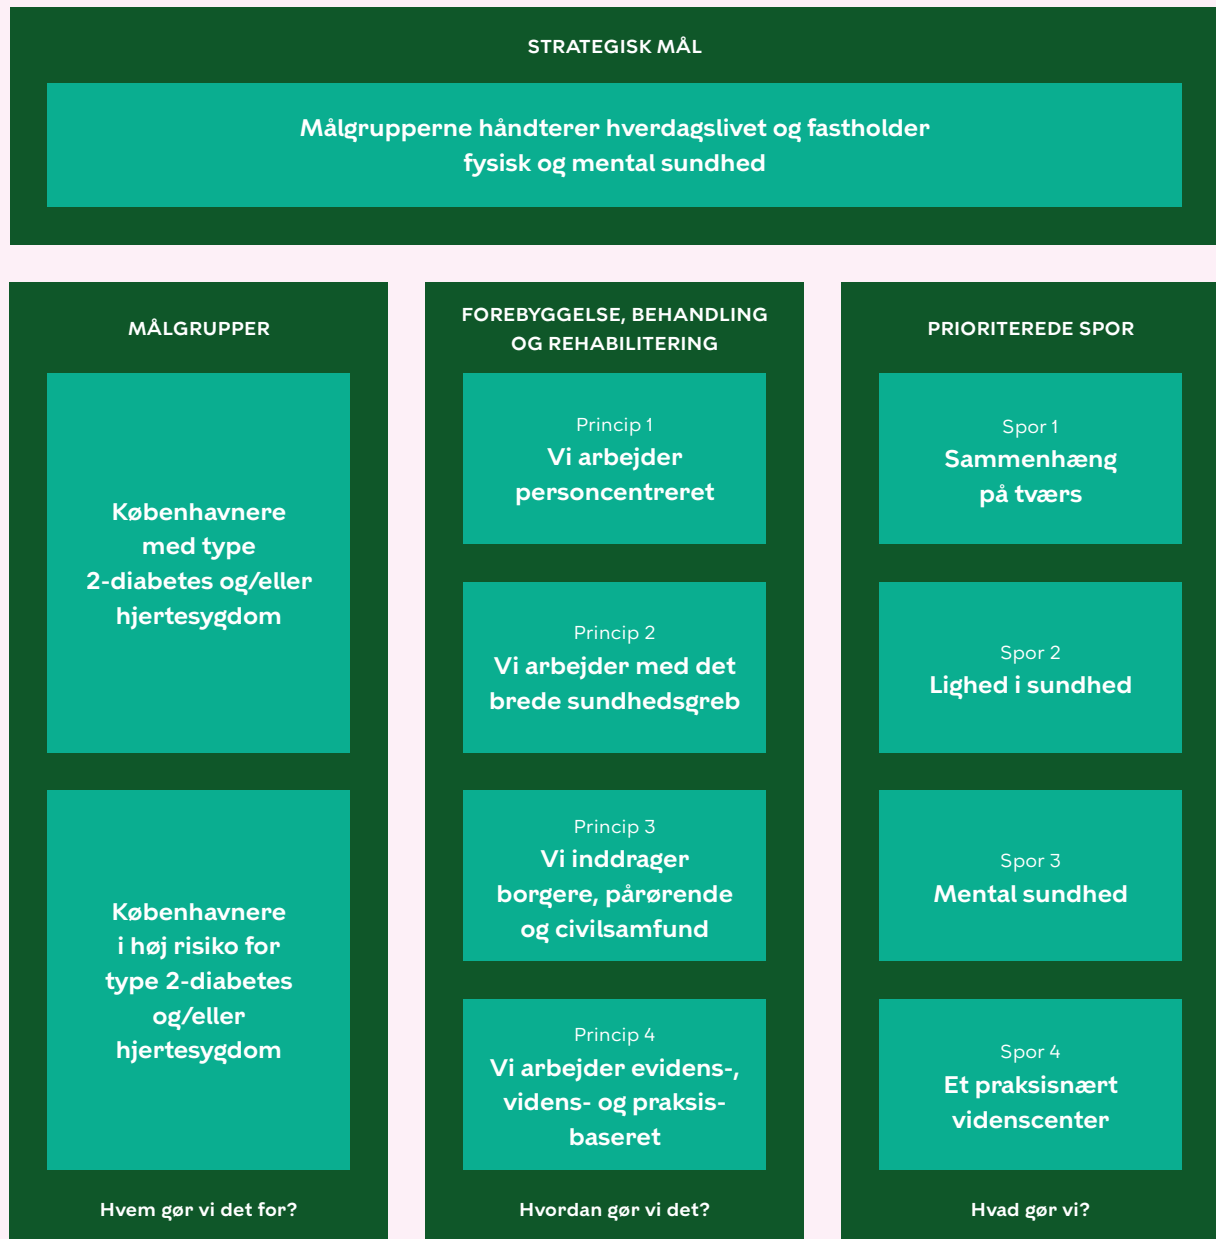 STRATEGISK MÅL
Målgrupperne håndterer hverdagslivet og fastholder
fysisk og mental sundhed
MÅLGRUPPER
Københavnere
med type
2-diabetes og/eller
hjertesygdom
Københavnere
i høj risiko for
type 2-diabetes
og/eller
hjertesygdom
Hvem gør vi det for?
FOREBYGGELSE, BEHANDLING
OG REHABILITERING
Princip 1
Vi arbejder
personcentreret
Princip 2
Vi arbejder med det
brede sundhedsgreb
Princip 3
Vi inddrager
borgere, pårørende
og civilsamfund
Princip 4
Vi arbejder evidens-,
videns- og praksis-
baseret
Hvordan gør vi det?
PRIORITEREDE SPOR
Spor 1
Sammenhæng
på tværs
Spor 2
Lighed i sundhed
Spor 3
Mental sundhed
Spor 4
Et praksisnært
videnscenter
Hvad gør vi?